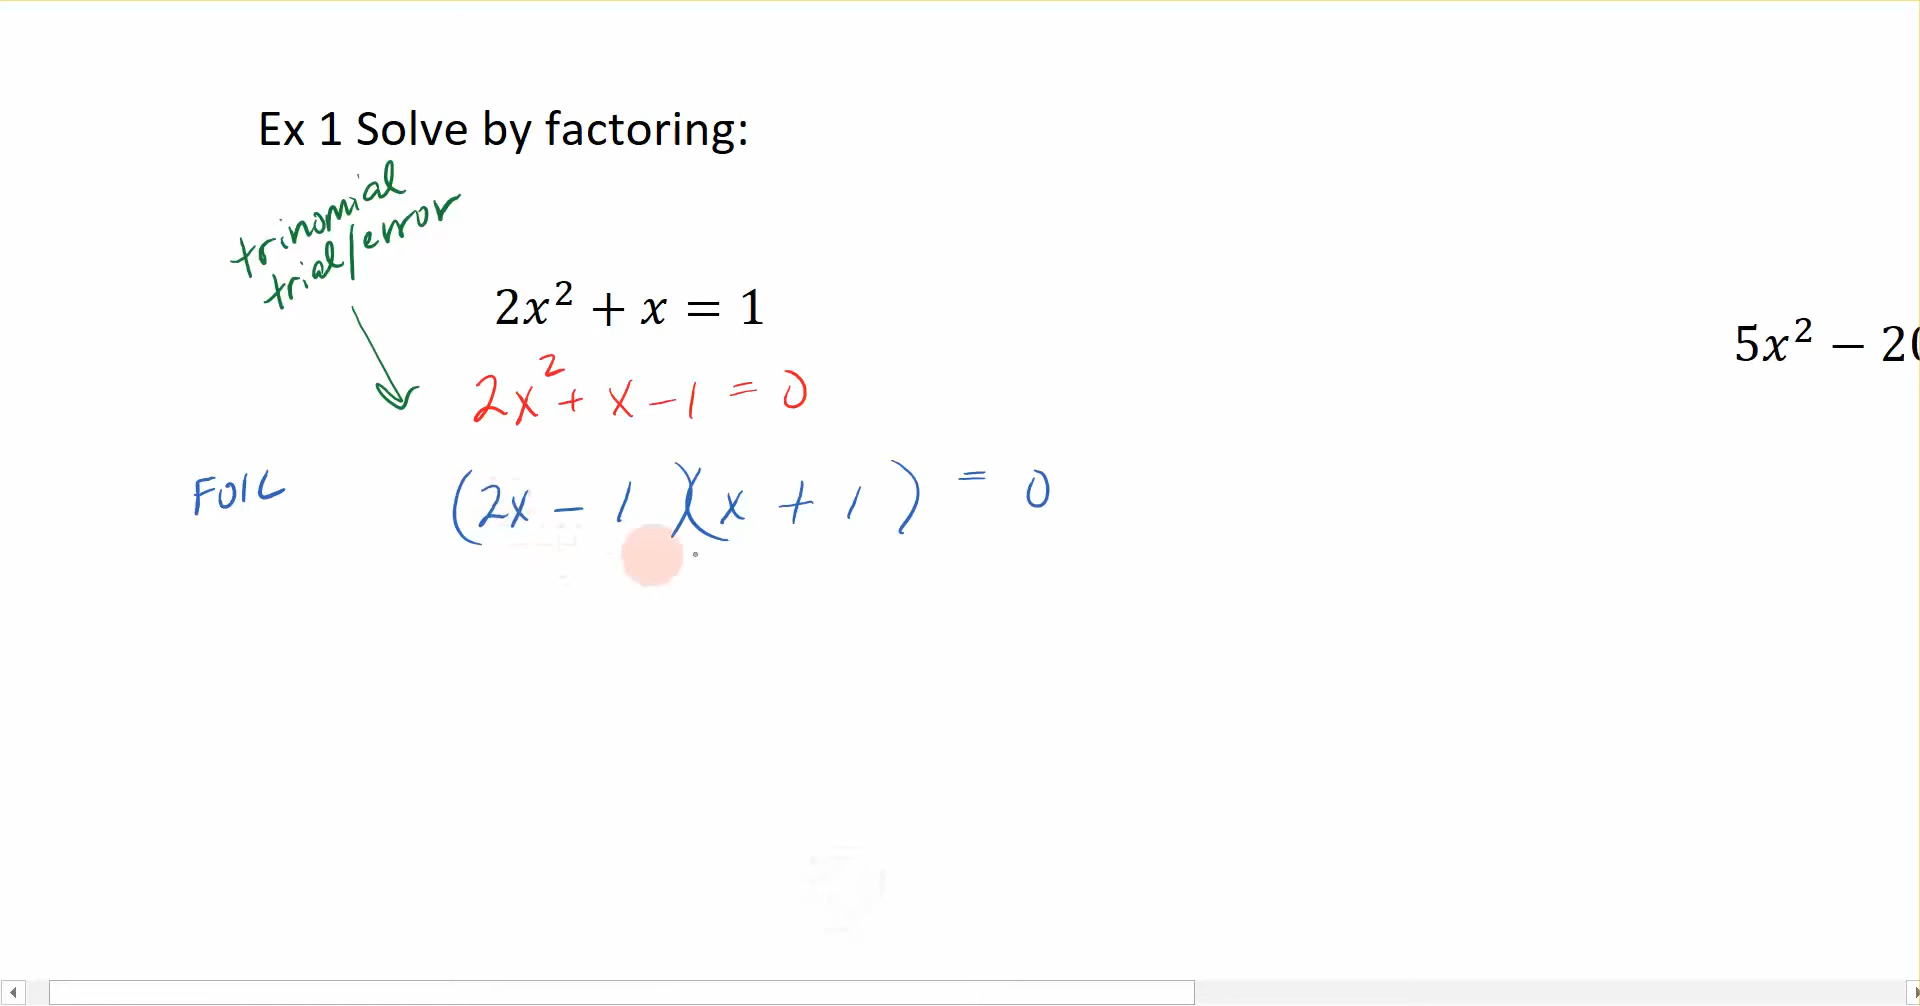 Ex 1 Solve by factoring:
trinomial
trial/error
2x² + x = 1
5x² − 20
2x² + x − 1 = 0
FOIL
(2x − 1)(x + 1) = 0